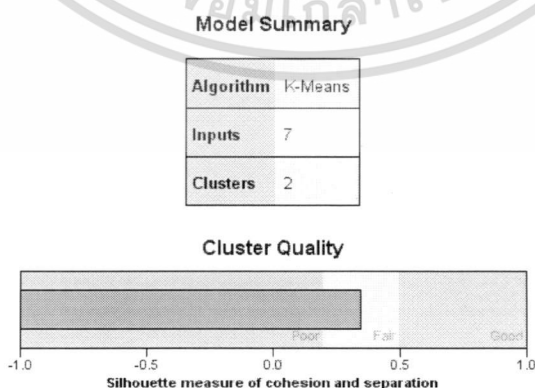 Model Summary
Algorithm K-Means
Inputs 7
Clusters 2
Cluster Quality
Poor Fair Good
-1.0 -0.5 0.0 0.5 1.0
Silhouette measure of cohesion and separation